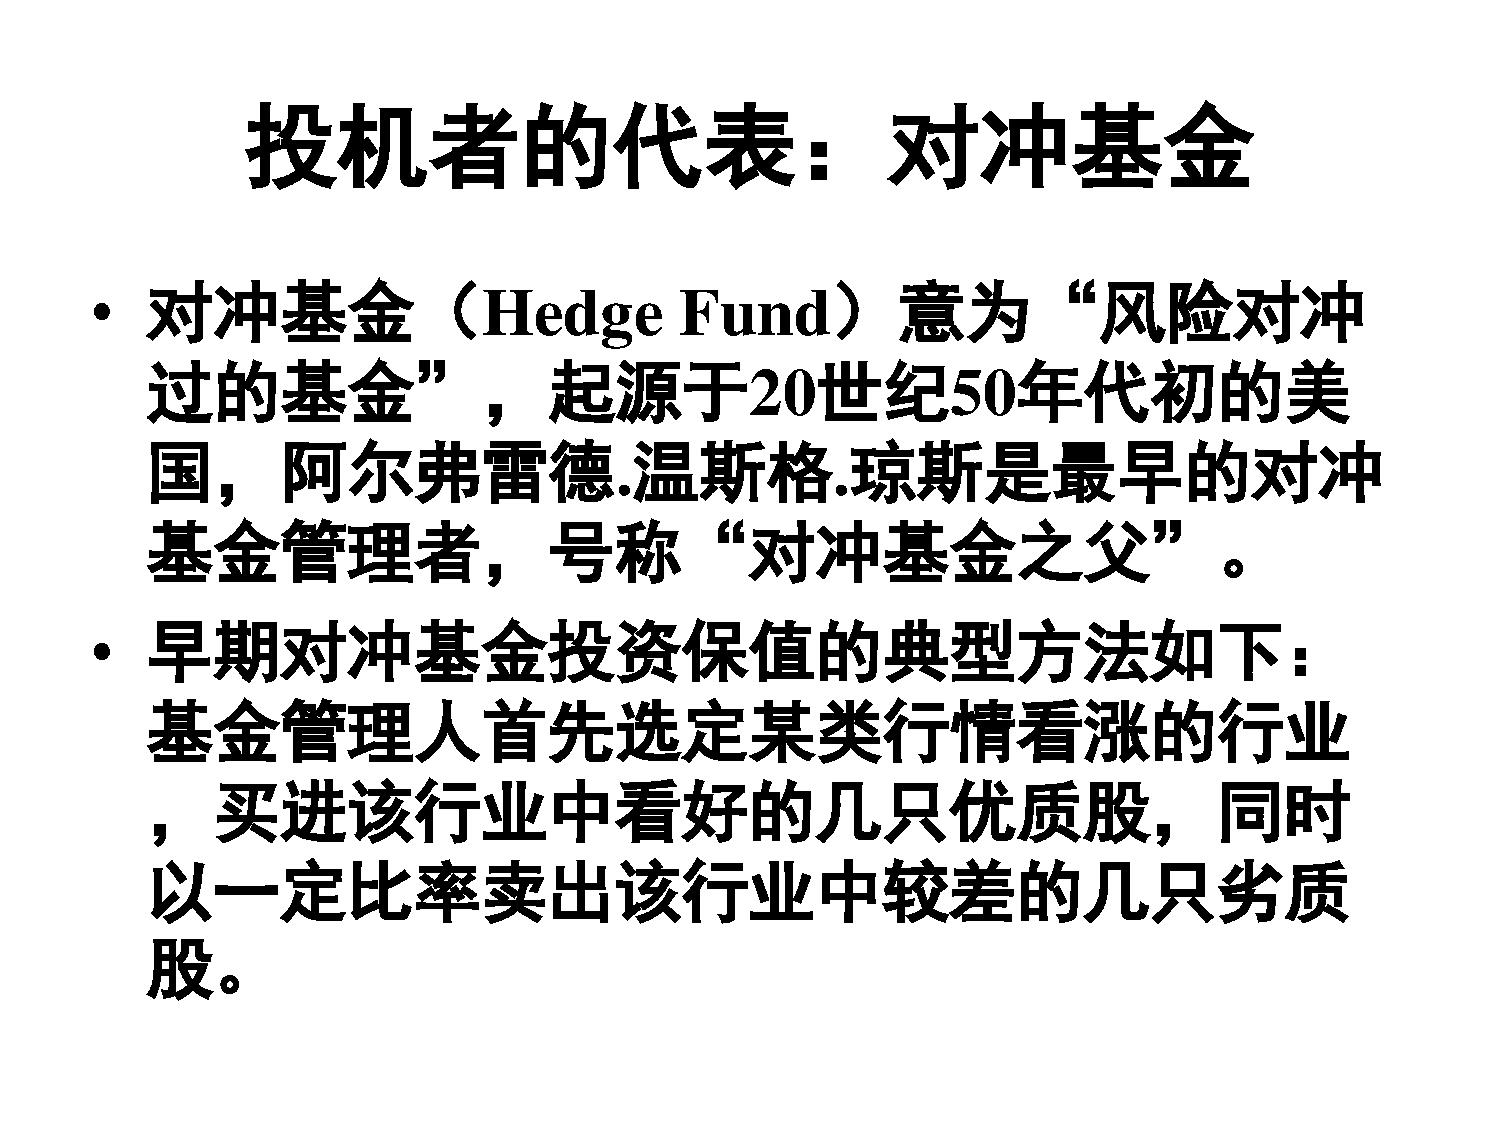 投机者的代表：对冲基金
• 对冲基金（Hedge Fund）意为“风险对冲
过的基金”，起源于20世纪50年代初的美
国，阿尔弗雷德.温斯格.琼斯是最早的对冲
基金管理者，号称“对冲基金之父”。
• 早期对冲基金投资保值的典型方法如下：
基金管理人首先选定某类行情看涨的行业
，买进该行业中看好的几只优质股，同时
以一定比率卖出该行业中较差的几只劣质
股。